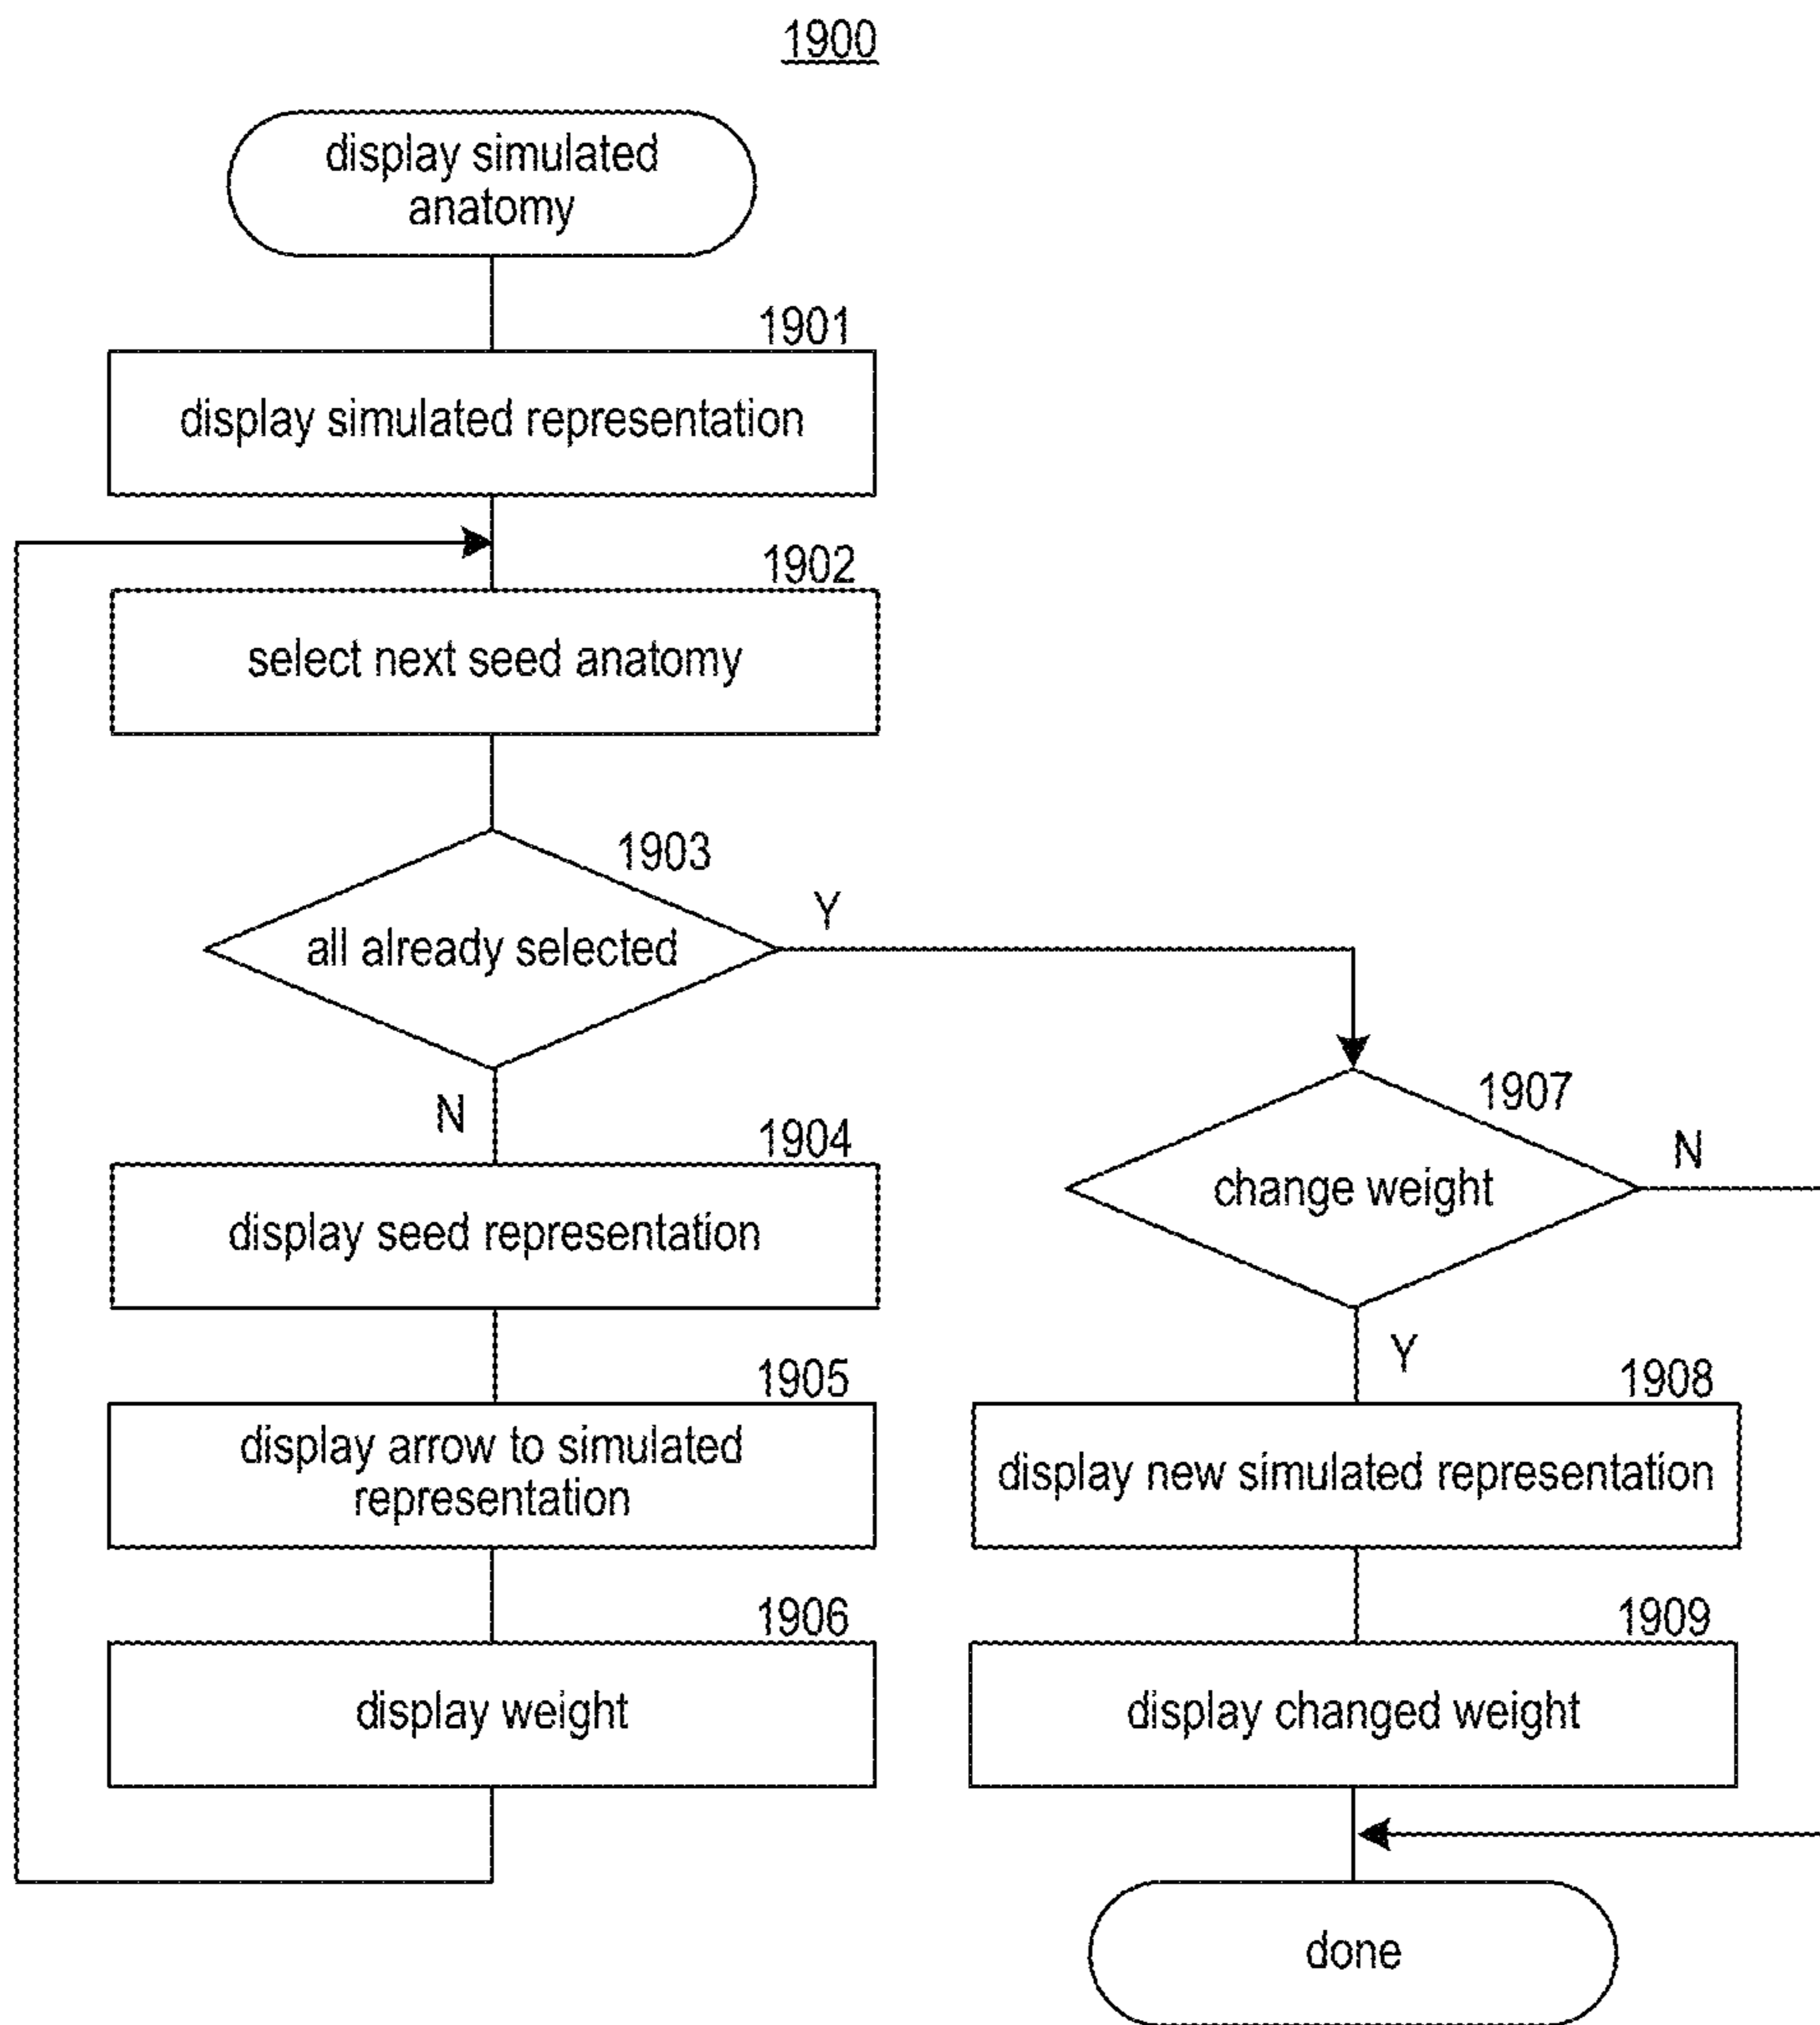 1900
display simulated
anatomy
1901
display simulated representation
1902
select next seed anatomy
1903
all already selected
Y
N
1904
display seed representation
1905
display arrow to simulated
representation
1906
display weight
1907
change weight
N
Y
1908
display new simulated representation
1909
display changed weight
done